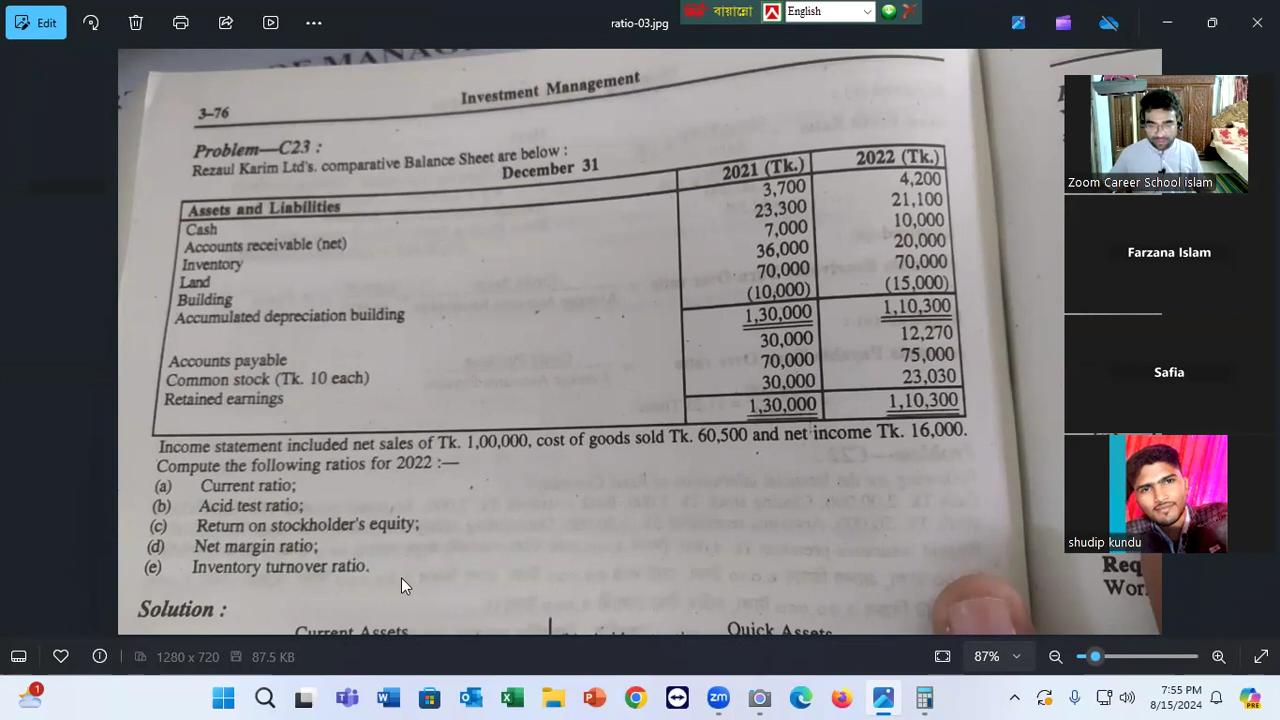 Edit
ratio-03.jpg
বায়ান্নো
English
3–76
Investment Management
Problem—C23 :
Rezaul Karim Ltd's. comparative Balance Sheet are below :
December 31
2021 (Tk.) 2022 (Tk.)
Assets and Liabilities
Cash 3,700 4,200
Accounts receivable (net) 23,300 21,100
Inventory 7,000 10,000
Land 36,000 20,000
Building 70,000 70,000
Accumulated depreciation building (10,000) (15,000)
1,30,000 1,10,300
Accounts payable 30,000 12,270
Common stock (Tk. 10 each) 70,000 75,000
Retained earnings 30,000 23,030
1,30,000 1,10,300
Income statement included net sales of Tk. 1,00,000, cost of goods sold Tk. 60,500 and net income Tk. 16,000.
Compute the following ratios for 2022 :—
(a) Current ratio;
(b) Acid test ratio;
(c) Return on stockholder's equity;
(d) Net margin ratio;
(e) Inventory turnover ratio.
Solution :
Current Assets
Quick Assets
Req
Wor
Zoom Career School islam
Farzana Islam
Safia
shudip kundu
1280 x 720
87.5 KB
87%
1
7:55 PM
8/15/2024
PRE